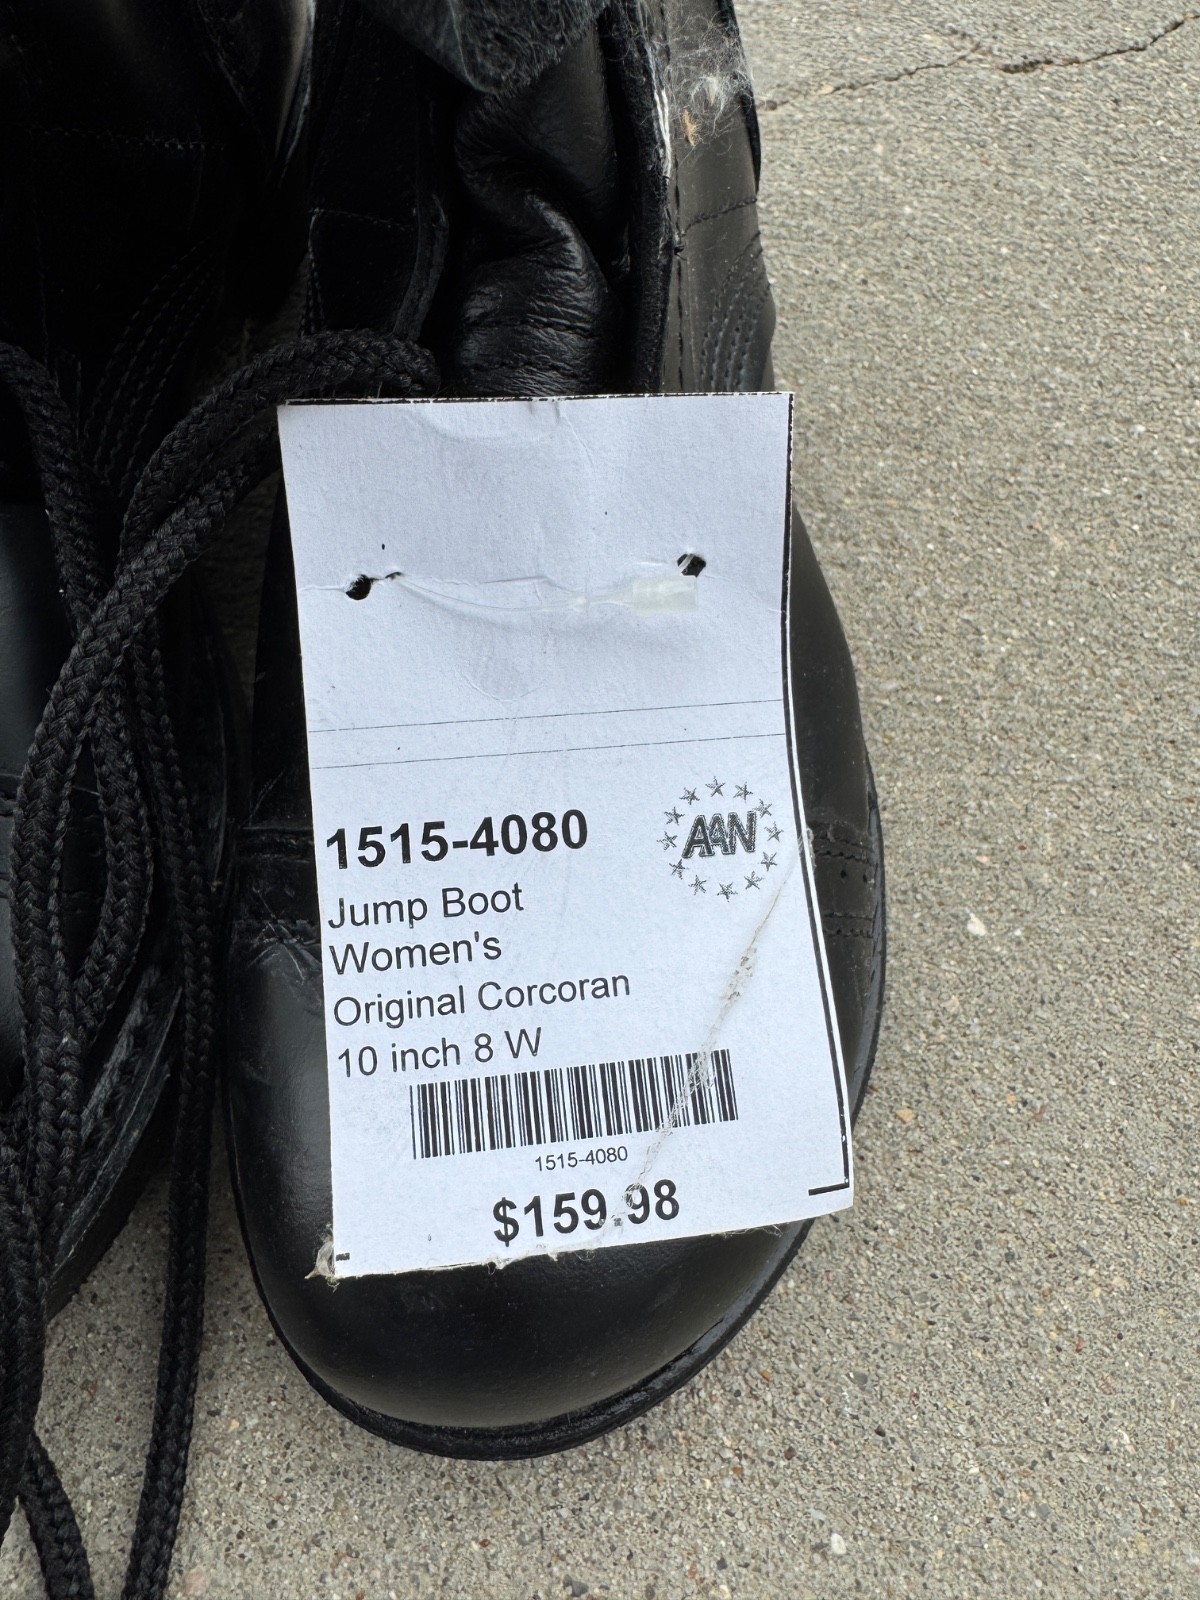 1515-4080
AAN
Jump Boot
Women's
Original Corcoran
10 inch 8 W
1515-4080
$159.98